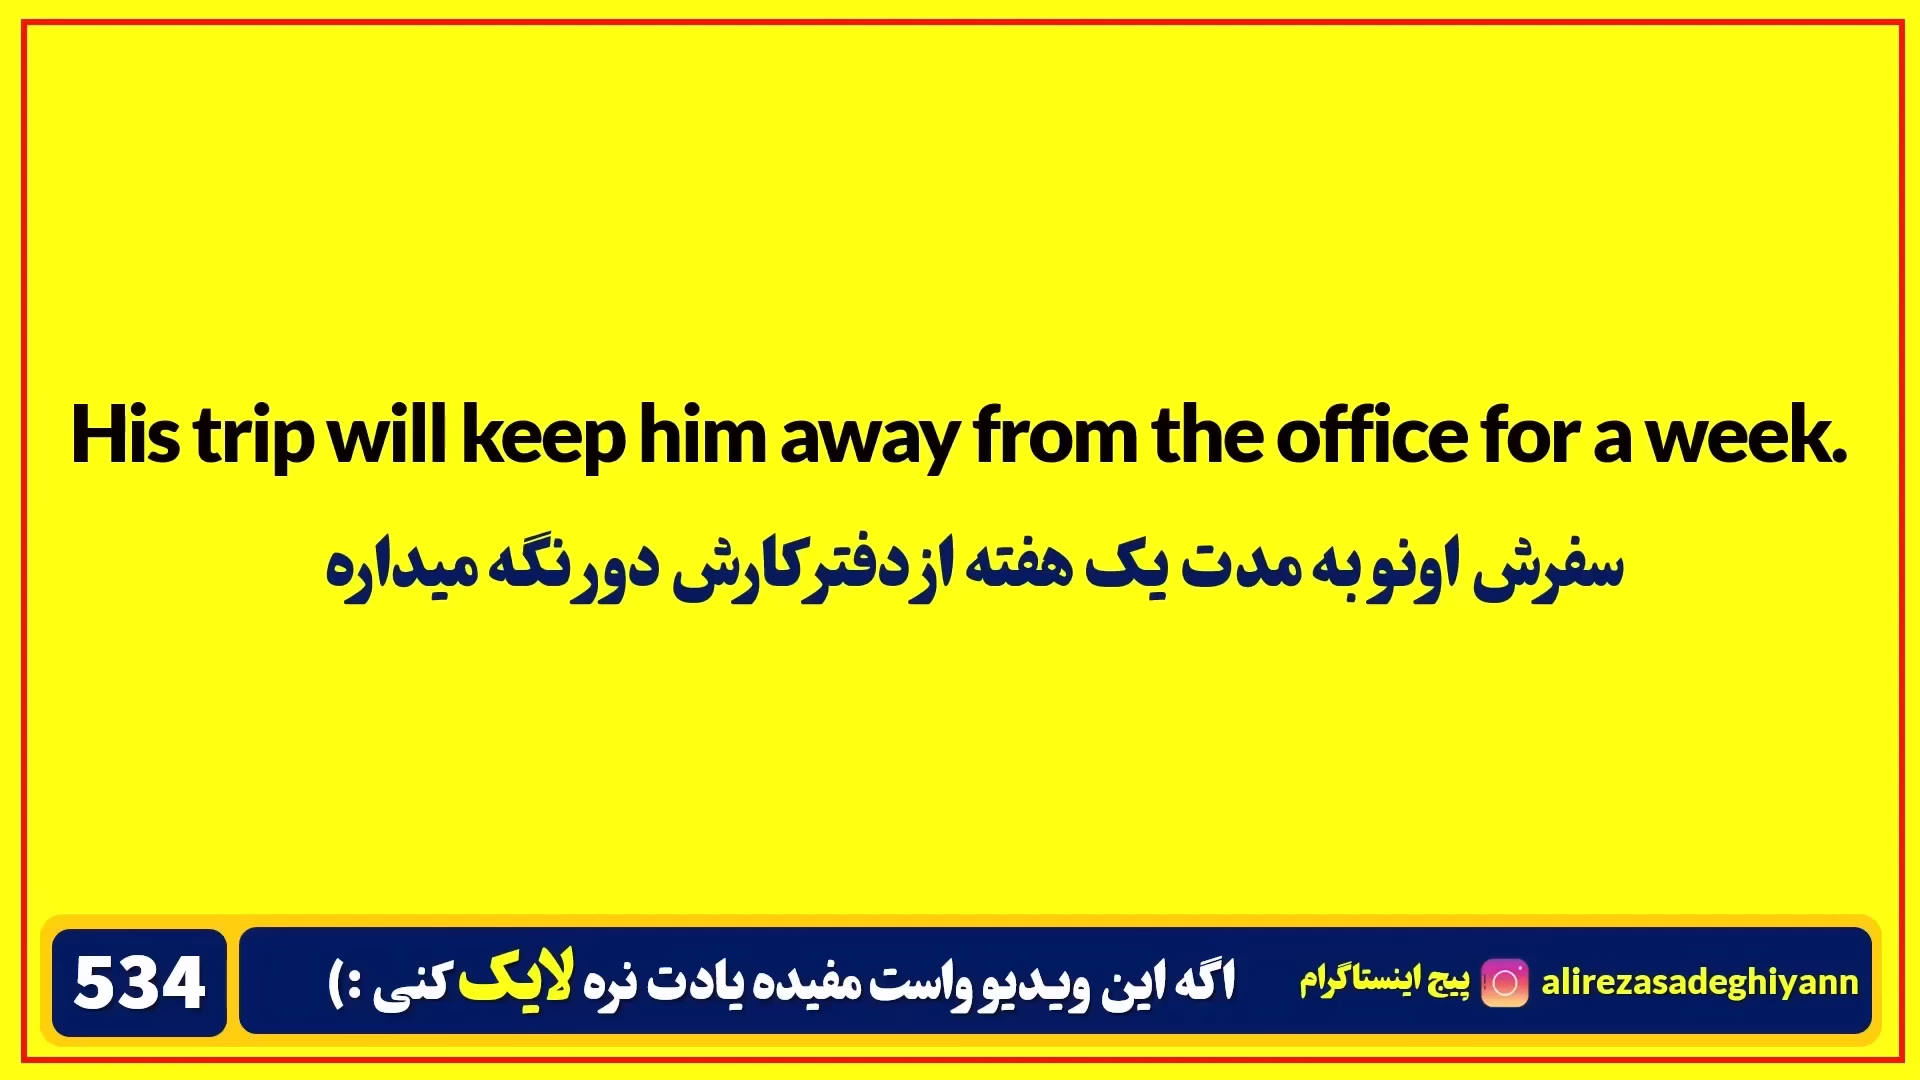 His trip will keep him away from the office for a week.
سفرش اونو به مدت یک هفته از دفتر کارش دور نگه میداره
534
اگه این ویدیو واست مفیده یادت نره لایک کنی :)
پیج اینستاگرام alirezasadeghiyann